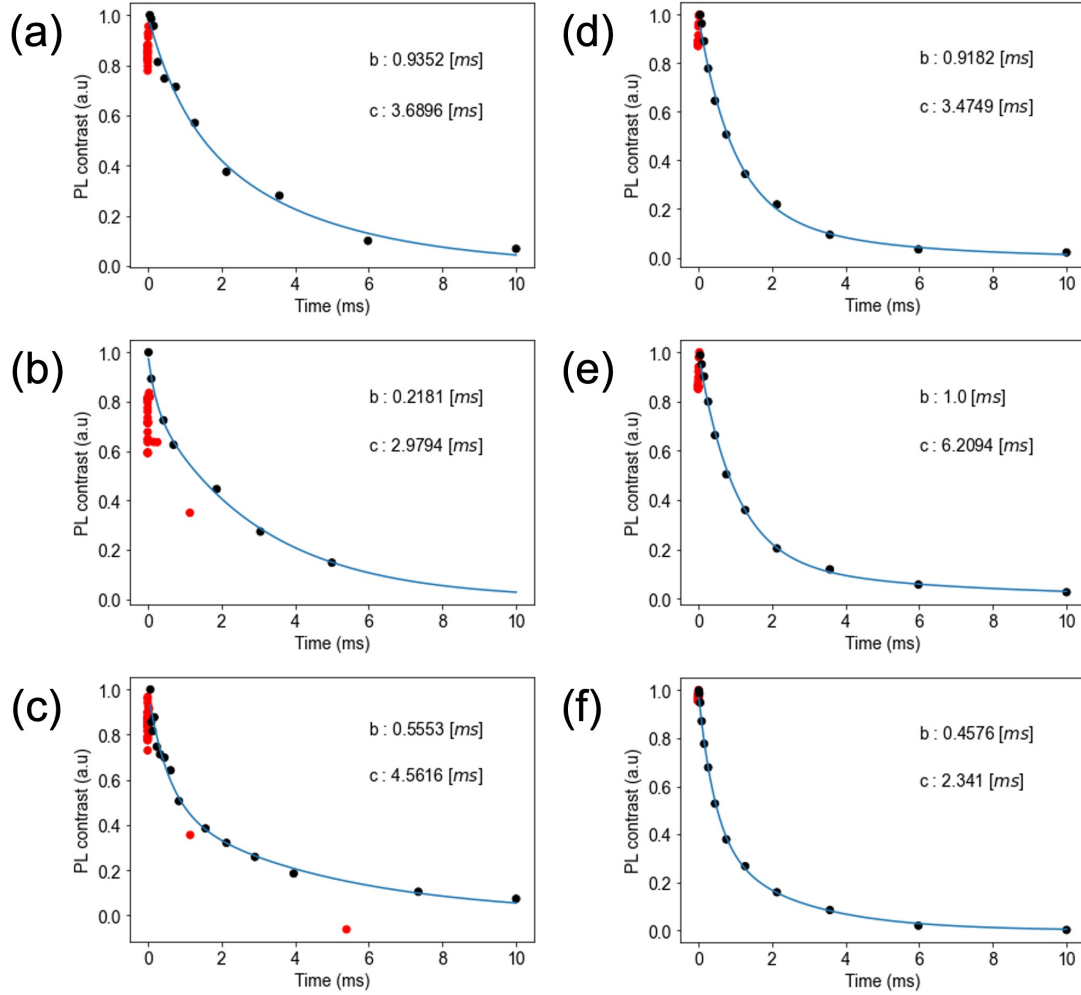 (a)
PL contrast (a.u)
1.0
0.8
0.6
0.4
0.2
0.0
b : 0.9352 [ms]
c : 3.6896 [ms]
0 2 4 6 8 10
Time (ms)
(d)
PL contrast (a.u)
1.0
0.8
0.6
0.4
0.2
0.0
b : 0.9182 [ms]
c : 3.4749 [ms]
0 2 4 6 8 10
Time (ms)
(b)
PL contrast (a.u)
1.0
0.8
0.6
0.4
0.2
0.0
b : 0.2181 [ms]
c : 2.9794 [ms]
0 2 4 6 8 10
Time (ms)
(e)
PL contrast (a.u)
1.0
0.8
0.6
0.4
0.2
0.0
b : 1.0 [ms]
c : 6.2094 [ms]
0 2 4 6 8 10
Time (ms)
(c)
PL contrast (a.u)
1.0
0.8
0.6
0.4
0.2
0.0
b : 0.5553 [ms]
c : 4.5616 [ms]
0 2 4 6 8 10
Time (ms)
(f)
PL contrast (a.u)
1.0
0.8
0.6
0.4
0.2
0.0
b : 0.4576 [ms]
c : 2.341 [ms]
0 2 4 6 8 10
Time (ms)